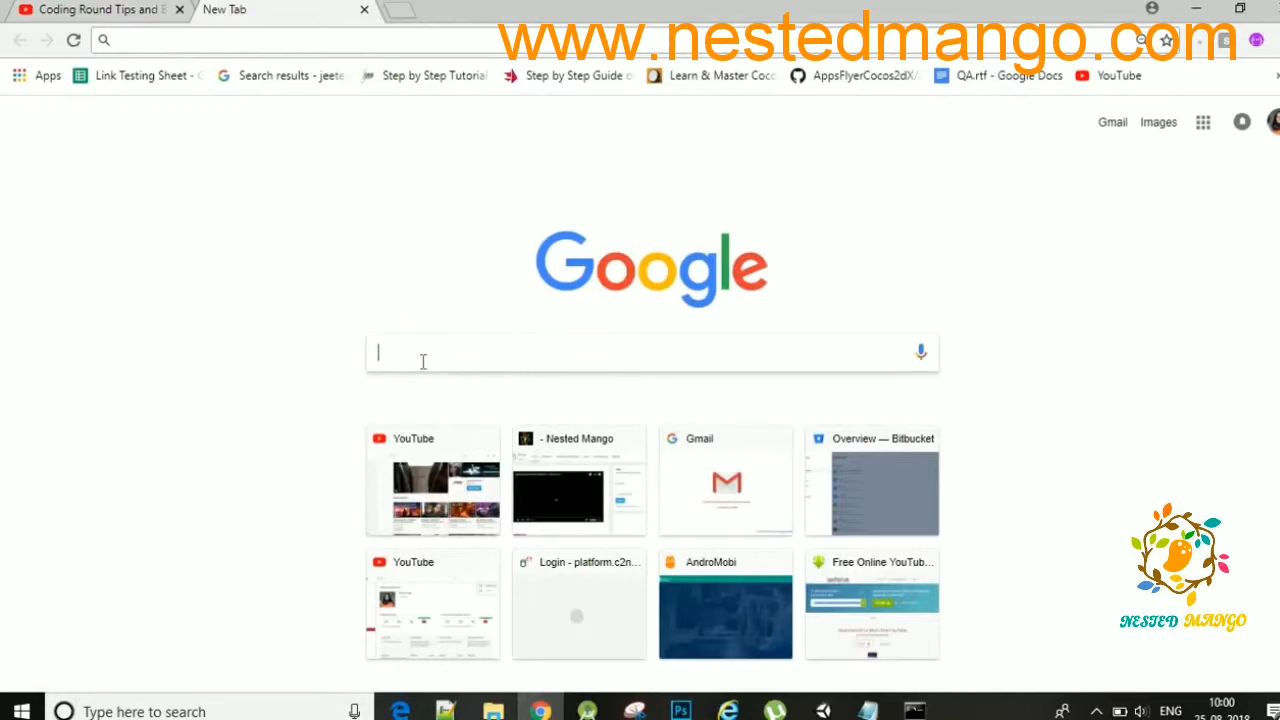 Coding Round Tips and
New Tab
www.nestedmango.com
Apps
Link Testing Sheet -
Search results - jeete
Step by Step Tutorial
Step by Step Guide
Learn & Master Coco
AppsFlyerCocos2dX/
QA.rtf - Google Docs
YouTube
Gmail
Images
Google
YouTube
- Nested Mango
Gmail
Overview — Bitbucket
YouTube
Login - platform.c2n...
AndroMobi
Free Online YouTub...
NESTED MANGO
Type here to search
ENG
10:00
25-08-2018